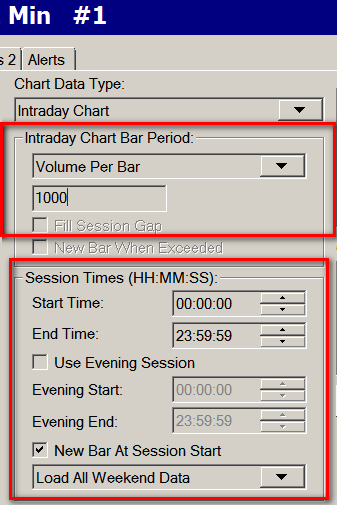 Min #1
s 2 Alerts
Chart Data Type:
Intraday Chart
Intraday Chart Bar Period:
Volume Per Bar
1000
Fill Session Gap
New Bar When Exceeded
Session Times (HH:MM:SS):
Start Time: 00:00:00
End Time: 23:59:59
Use Evening Session
Evening Start: 00:00:00
Evening End: 23:59:59
New Bar At Session Start
Load All Weekend Data